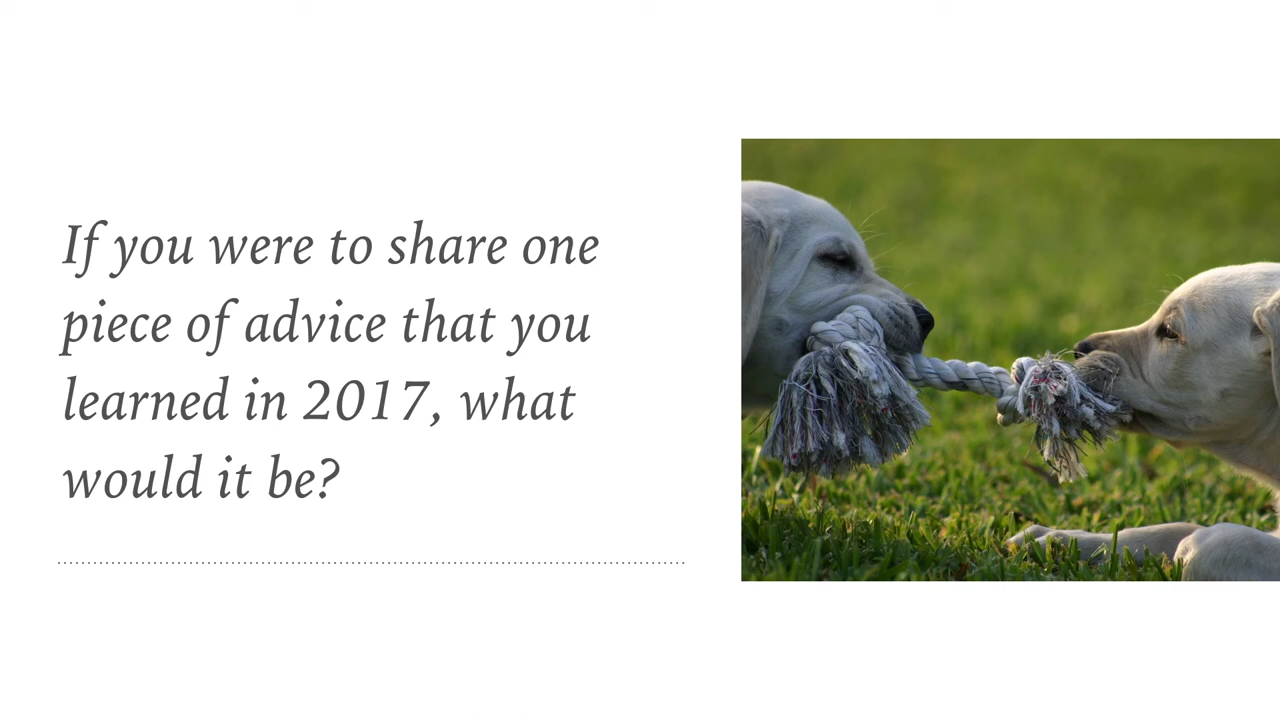 If you were to share one
piece of advice that you
learned in 2017, what
would it be?